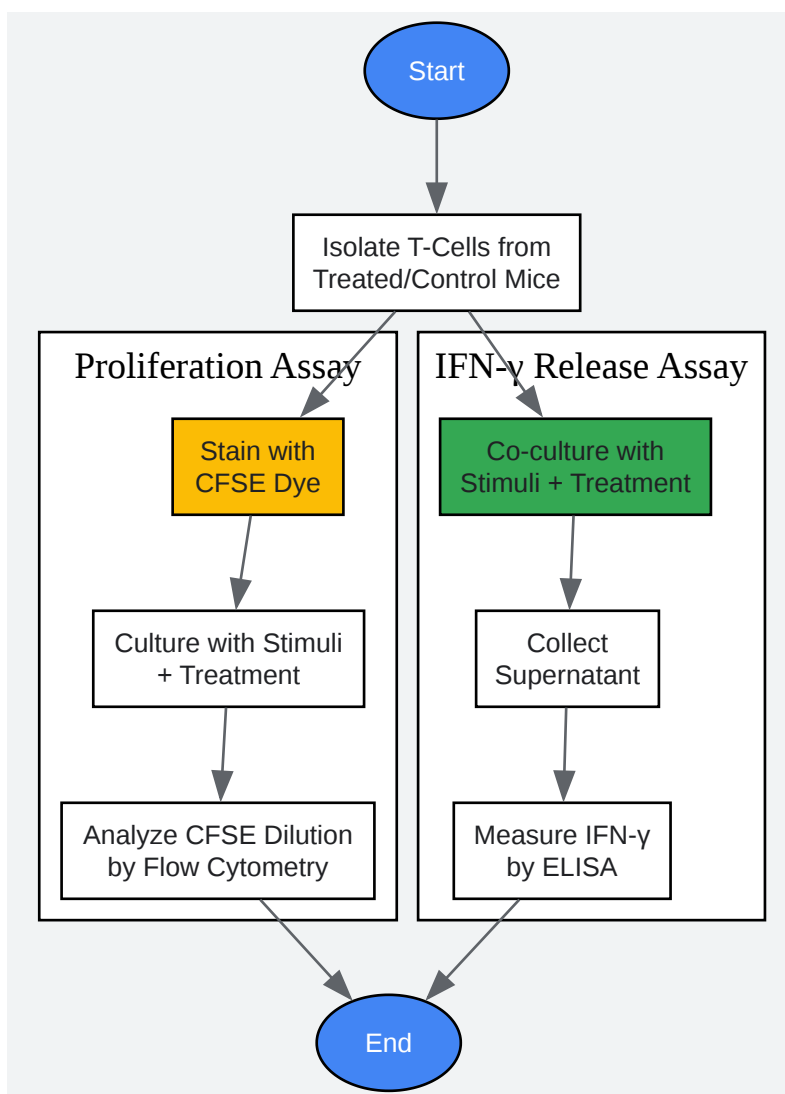 Start
Isolate T-Cells from
Treated/Control Mice
Proliferation Assay
Stain with
CFSE Dye
Culture with Stimuli
+ Treatment
Analyze CFSE Dilution
by Flow Cytometry
IFN-γ Release Assay
Co-culture with
Stimuli + Treatment
Collect
Supernatant
Measure IFN-γ
by ELISA
End